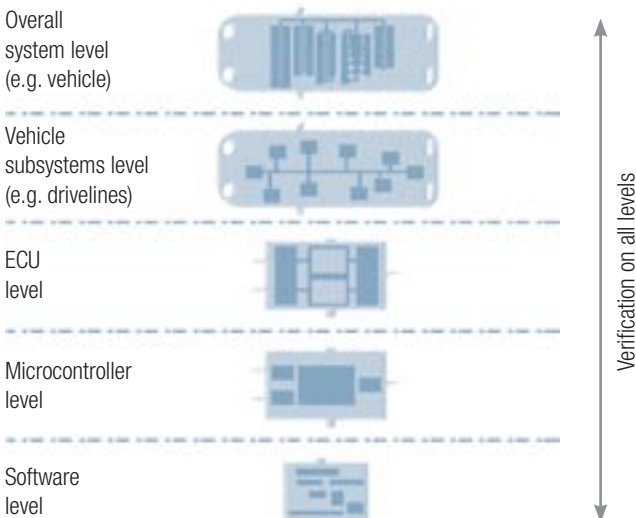 Overall
system level
(e.g. vehicle)
Vehicle
subsystems level
(e.g. drivelines)
ECU
level
Microcontroller
level
Software
level
Verification on all levels